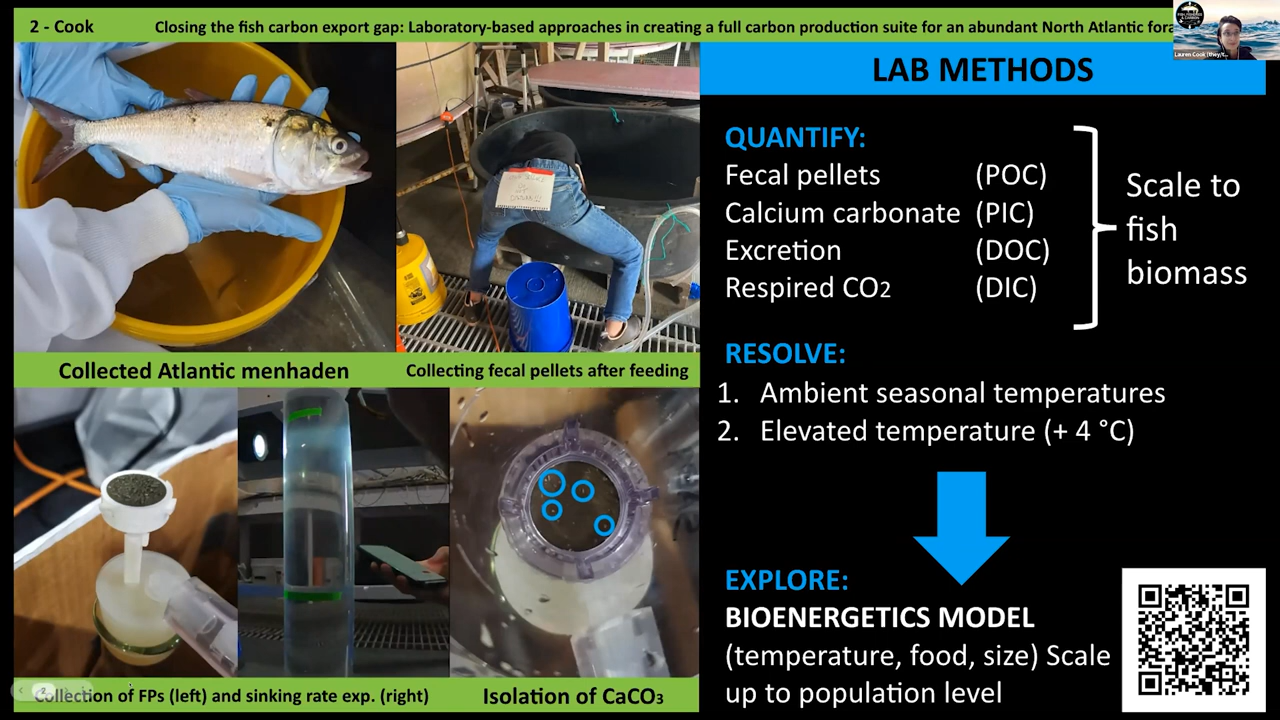 2 - Cook
Closing the fish carbon export gap: Laboratory-based approaches in creating a full carbon production suite for an abundant North Atlantic
Lauren Cook
LAB METHODS
QUANTIFY:
Fecal pellets (POC)
Calcium carbonate (PIC)
Excretion (DOC)
Respired CO2 (DIC)
Scale to
fish
biomass
Collected Atlantic menhaden
Collecting fecal pellets after feeding
RESOLVE:
1. Ambient seasonal temperatures
2. Elevated temperature (+ 4 °C)
EXPLORE:
BIOENERGETICS MODEL
(temperature, food, size) Scale
up to population level
Collection of FPs (left) and sinking rate exp. (right)
Isolation of CaCO3